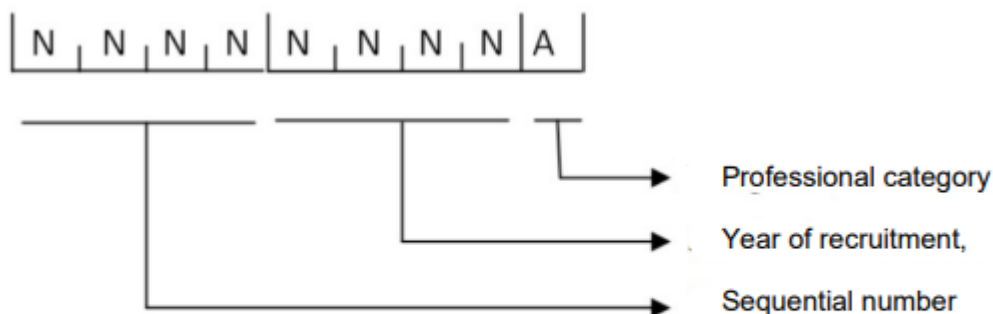 N N N N N N N N A
Professional category
Year of recruitment,
Sequential number